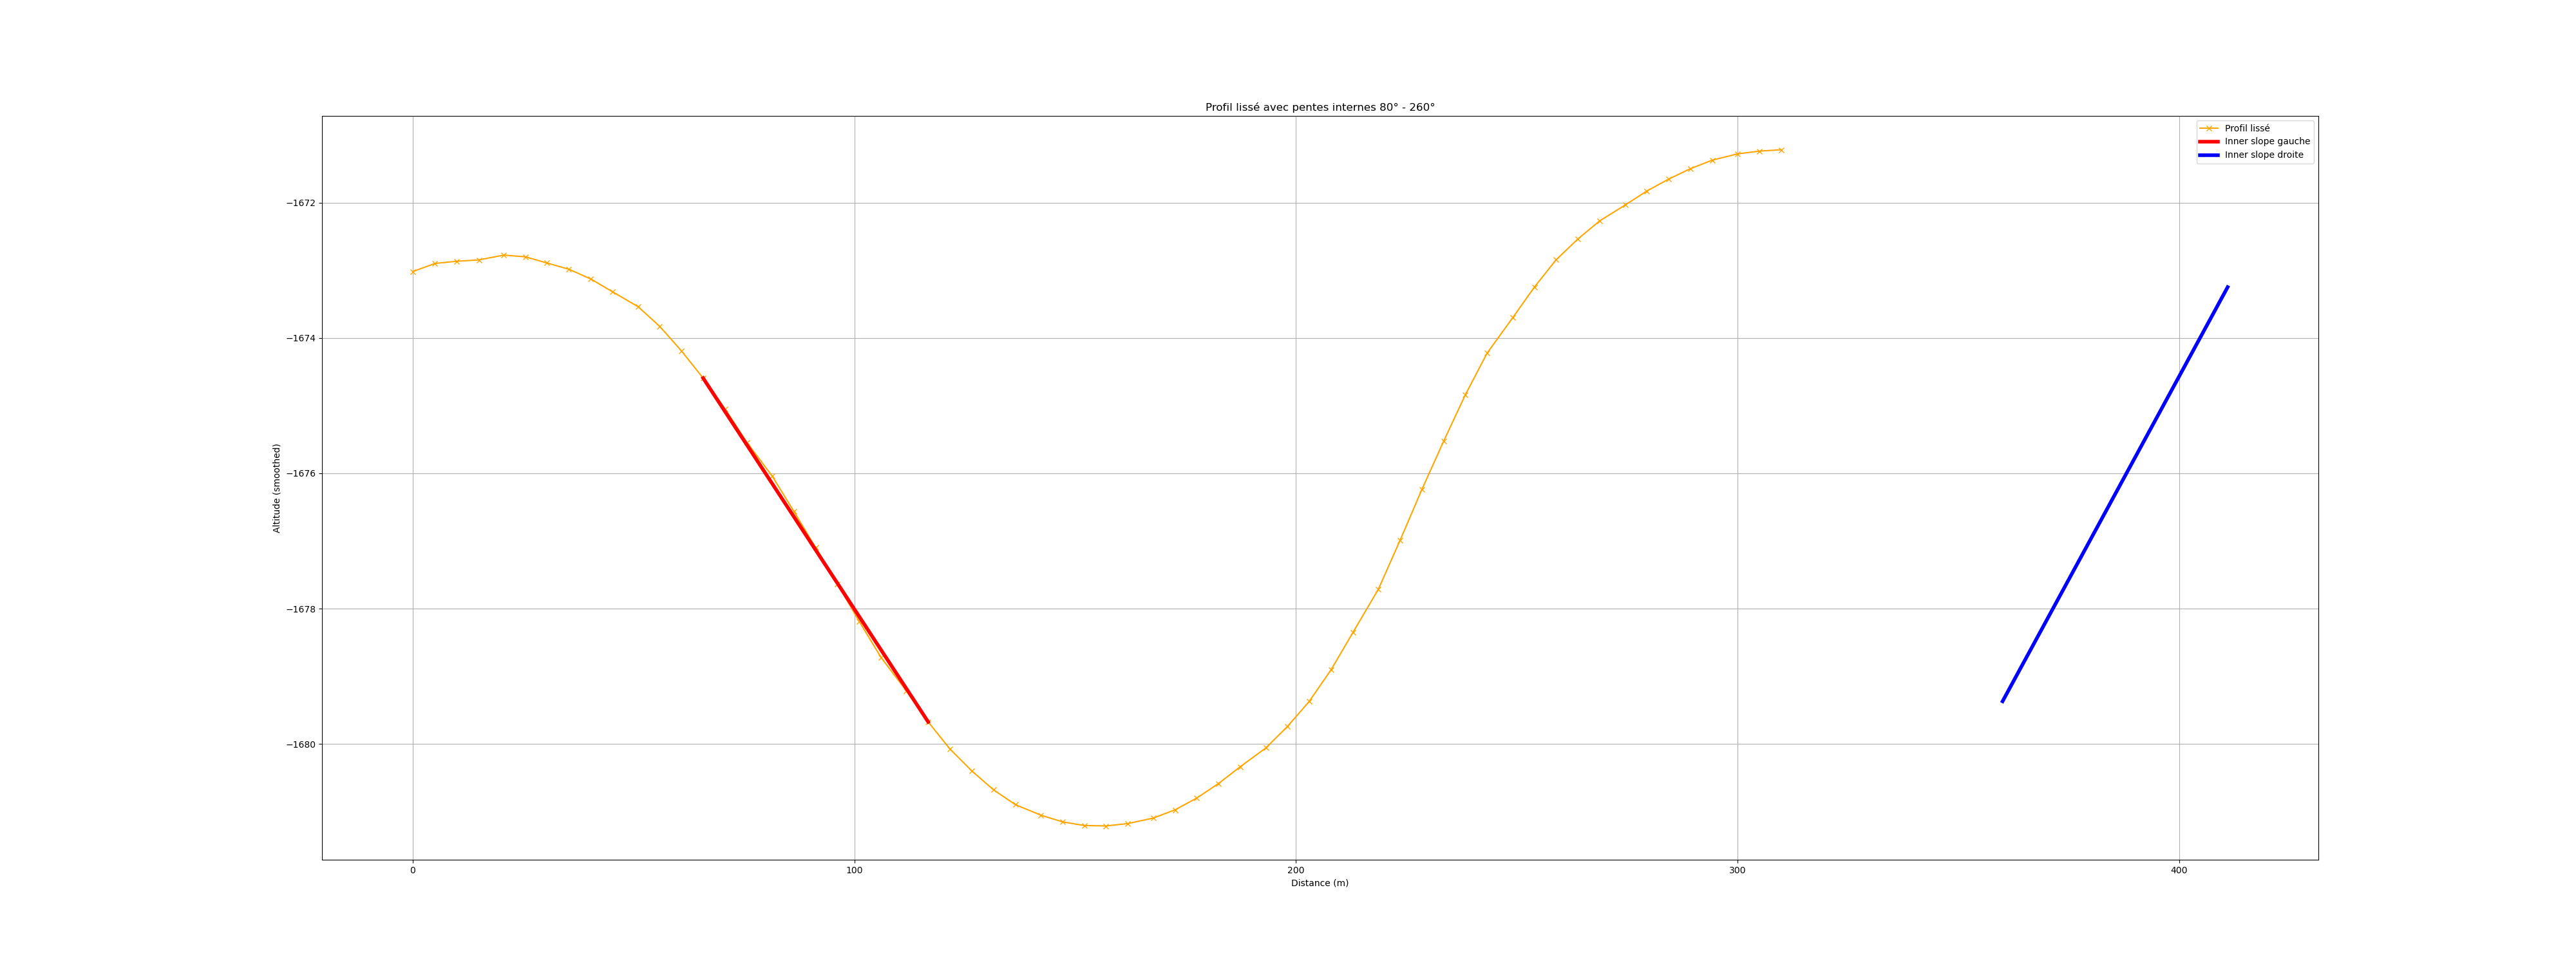 Profil lissé avec pentes internes 80° - 260°
Profil lissé
Inner slope gauche
Inner slope droite
Altitude (smoothed)
−1672
−1674
−1676
−1678
−1680
0
100
200
300
400
Distance (m)